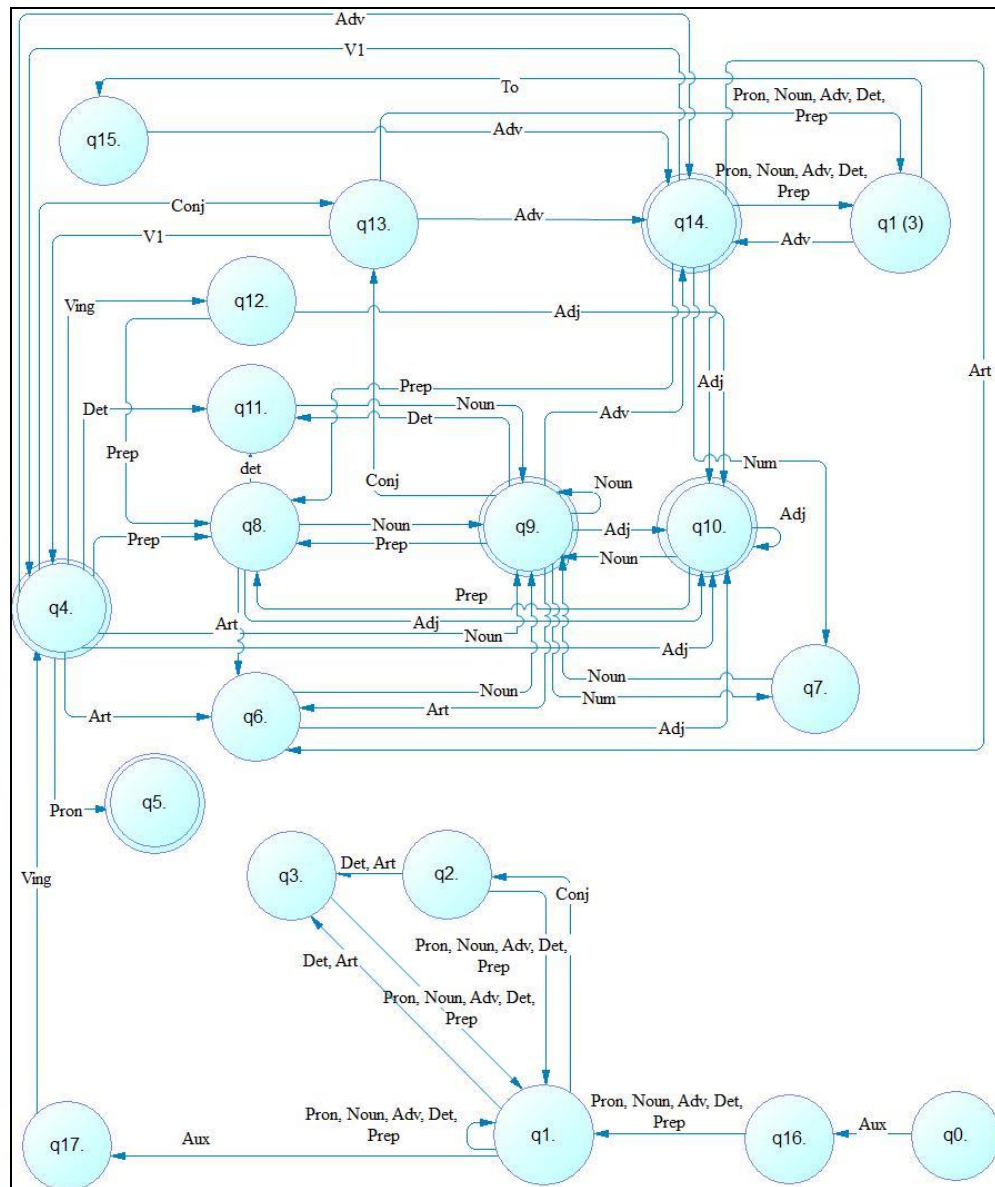 Adv
V1
To
Pron, Noun, Adv, Det,
Prep
q15.
Adv
Pron, Noun, Adv, Det,
Prep
Conj
q13.
Adv
q14.
q1 (3)
Adv
V1
Ving
q12.
Adj
Prep
Adj
Art
Det
q11.
Noun
Det
Adv
Prep
det
Conj
Num
Noun
Adj
q8.
Noun
q9.
Adj
q10.
Prep
Prep
Noun
q4.
Prep
Art
Adj
Noun
Adj
Noun
q7.
Noun
Num
q6.
Art
Art
Adj
q5.
Pron
Ving
q3.
Det, Art
q2.
Conj
Pron, Noun, Adv, Det,
Prep
Det, Art
Pron, Noun, Adv, Det,
Prep
Pron, Noun, Adv, Det,
Prep
Pron, Noun, Adv, Det,
Prep
q17.
Aux
q1.
q16.
Aux
q0.